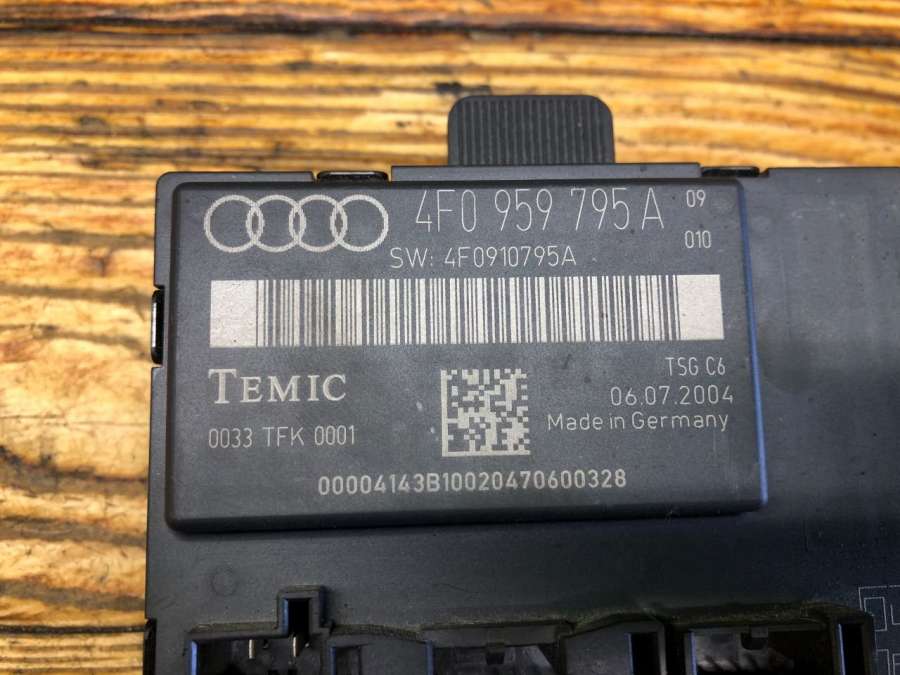 4F0 959 795 A 09
010
SW: 4F0910795A
TEMIC
TSG C6
06.07.2004
Made in Germany
0033 TFK 0001
00004143B10020470600328